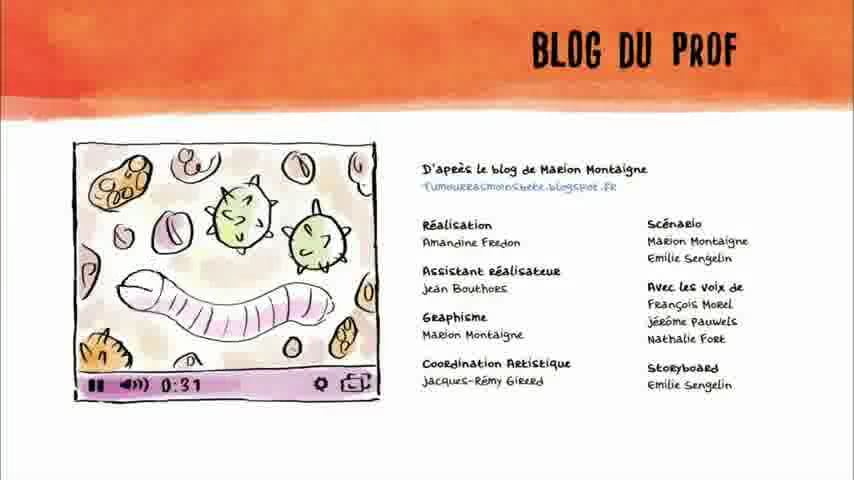 BLOG DU PROF
D'après le blog de Marion Montaigne
Tumourrasmoinsbete.blogspot.fr
Réalisation
Amandine Fredon
Assistant réalisateur
Jean Bouthors
Graphisme
Marion Montaigne
Coordination Artistique
Jacques-Rémy Girerd
Scénario
Marion Montaigne
Emilie Sengelin
Avec les voix de
François Morel
Jérôme Pauwels
Nathalie Fort
Storyboard
Emilie Sengelin
0:31